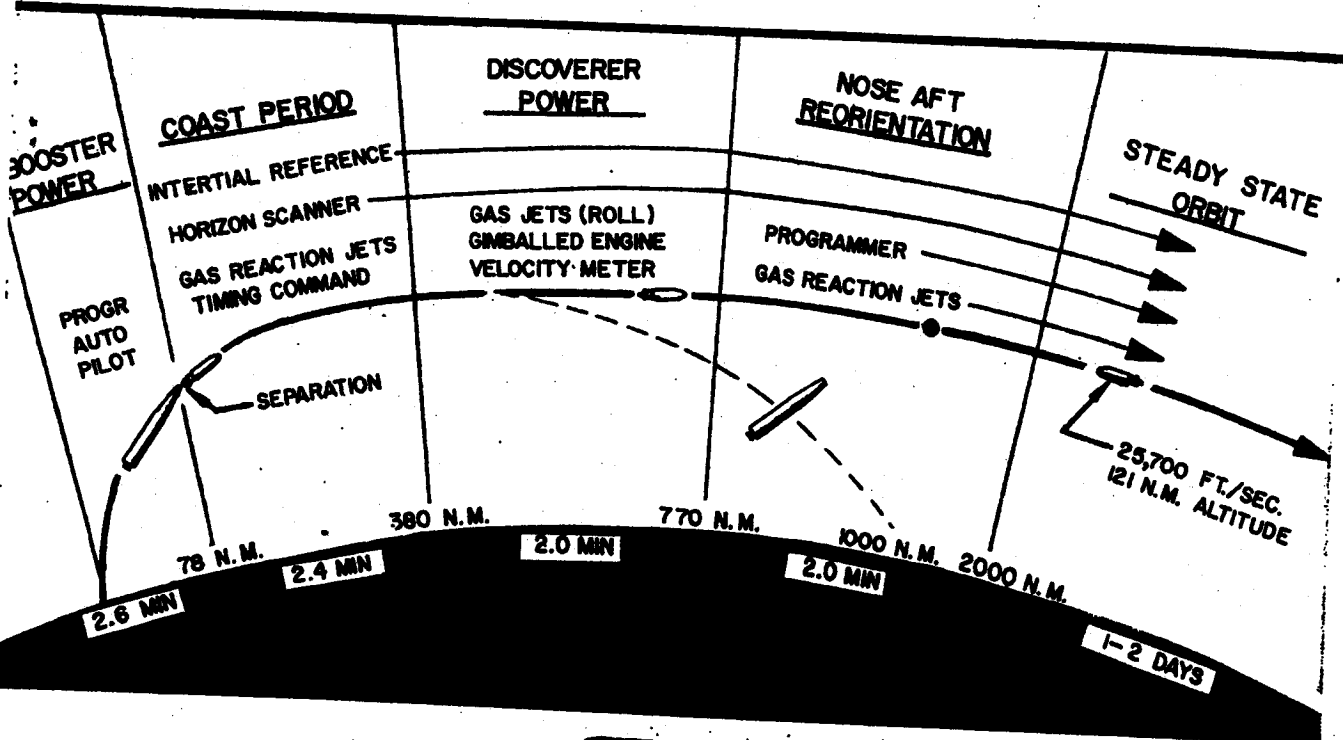 BOOSTER
POWER
PROGR
AUTO
PILOT
COAST PERIOD
INTERTIAL REFERENCE
HORIZON SCANNER
GAS REACTION JETS
TIMING COMMAND
SEPARATION
DISCOVERER
POWER
GAS JETS (ROLL)
GIMBALLED ENGINE
VELOCITY METER
NOSE AFT
REORIENTATION
PROGRAMMER
GAS REACTION JETS
STEADY STATE
ORBIT
25,700 FT./SEC.
121 N.M. ALTITUDE
78 N.M.
380 N.M.
770 N.M.
1000 N.M.
2000 N.M.
2.6 MIN
2.4 MIN
2.0 MIN
2.0 MIN
1-2 DAYS